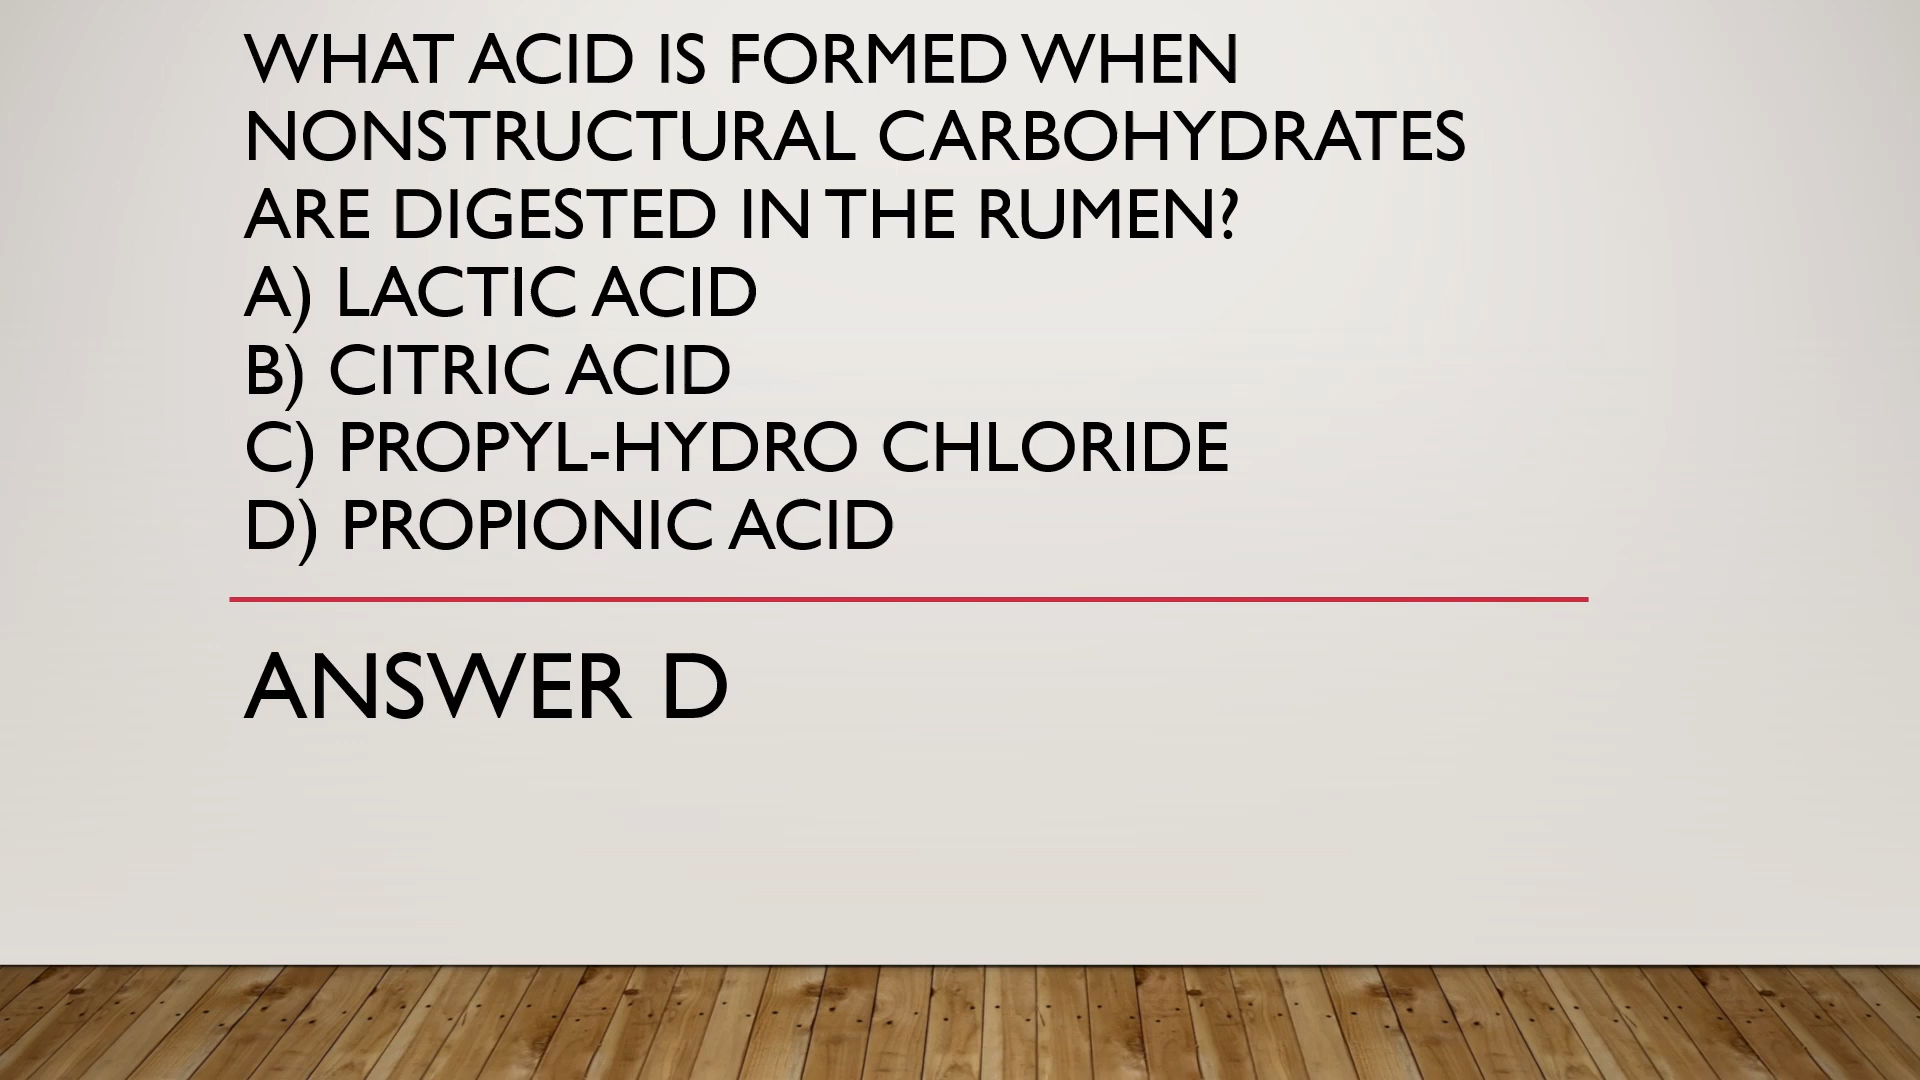 WHAT ACID IS FORMED WHEN
NONSTRUCTURAL CARBOHYDRATES
ARE DIGESTED IN THE RUMEN?
A) LACTIC ACID
B) CITRIC ACID
C) PROPYL-HYDRO CHLORIDE
D) PROPIONIC ACID
ANSWER D